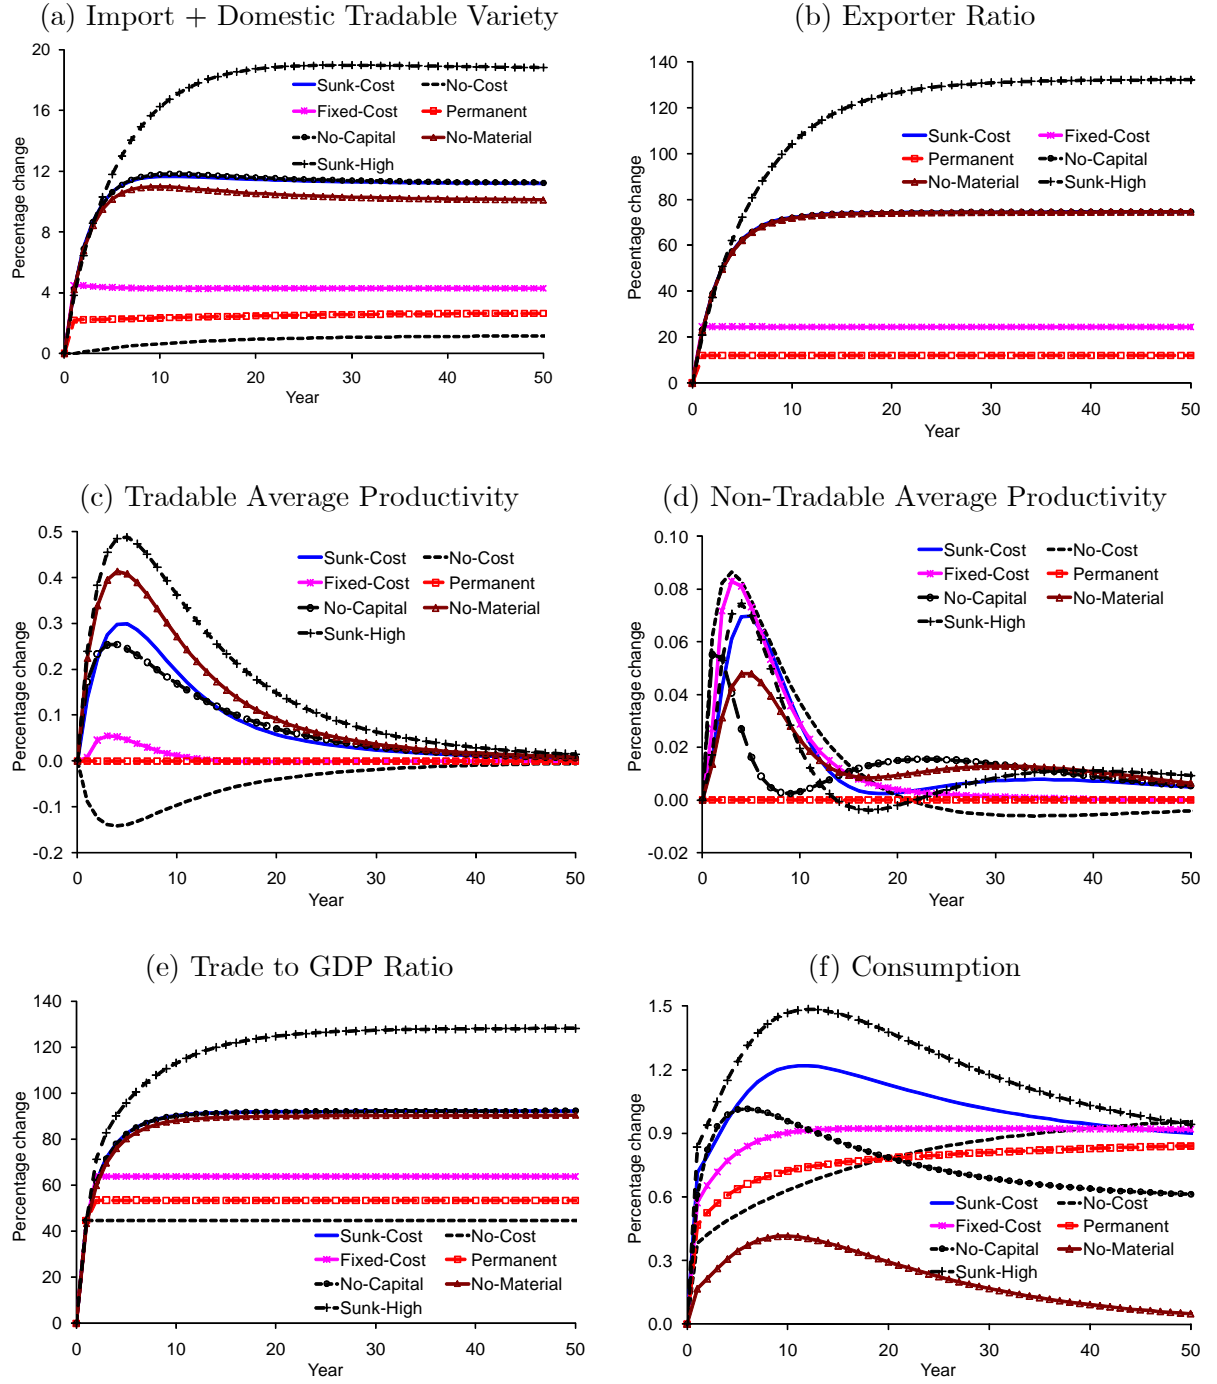 (a) Import + Domestic Tradable Variety
20
16
12
8
4
0
Percentage change
Sunk-Cost
No-Cost
Fixed-Cost
Permanent
No-Capital
No-Material
Sunk-High
0 10 20 30 40 50
Year
(b) Exporter Ratio
140
120
100
80
60
40
20
0
Pecentage change
Sunk-Cost
Fixed-Cost
Permanent
No-Capital
No-Material
Sunk-High
0 10 20 30 40 50
Year
(c) Tradable Average Productivity
0.5
0.4
0.3
0.2
0.1
0.0
-0.1
-0.2
Percentage change
Sunk-Cost
No-Cost
Fixed-Cost
Permanent
No-Capital
No-Material
Sunk-High
0 10 20 30 40 50
Year
(d) Non-Tradable Average Productivity
0.10
0.08
0.06
0.04
0.02
0.00
-0.02
Percentage change
Sunk-Cost
No-Cost
Fixed-Cost
Permanent
No-Capital
No-Material
Sunk-High
0 10 20 30 40 50
Year
(e) Trade to GDP Ratio
140
120
100
80
60
40
20
0
Percentage change
Sunk-Cost
No-Cost
Fixed-Cost
Permanent
No-Capital
No-Material
Sunk-High
0 10 20 30 40 50
Year
(f) Consumption
1.5
1.2
0.9
0.6
0.3
0.0
Percentage change
Sunk-Cost
No-Cost
Fixed-Cost
Permanent
No-Capital
No-Material
Sunk-High
0 10 20 30 40 50
Year